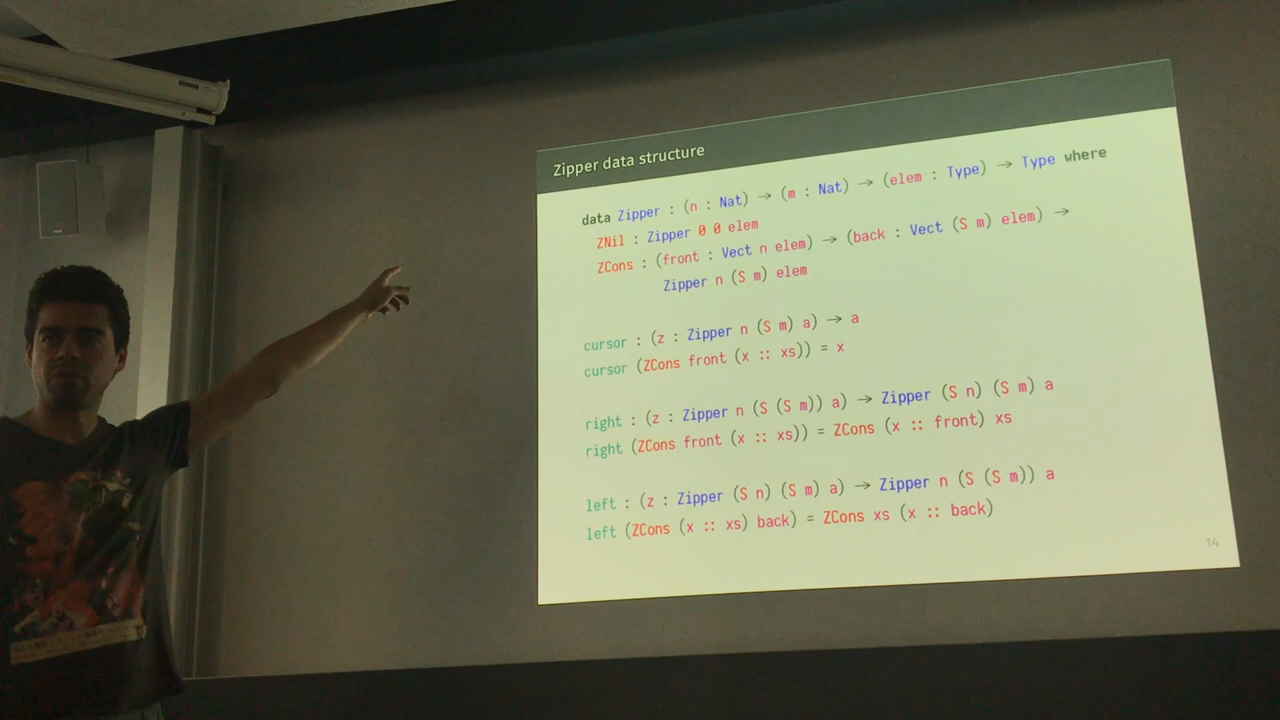 Zipper data structure
data Zipper : (n : Nat) → (m : Nat) → (elem : Type) → Type where
ZNil : Zipper 0 0 elem
ZCons : (front : Vect n elem) → (back : Vect (S m) elem) →
Zipper n (S m) elem
cursor : (z : Zipper n (S m) a) → a
cursor (ZCons front (x :: xs)) = x
right : (z : Zipper n (S (S m)) a) → Zipper (S n) (S m) a
right (ZCons front (x :: xs)) = ZCons (x :: front) xs
left : (z : Zipper (S n) (S m) a) → Zipper n (S (S m)) a
left (ZCons (x :: xs) back) = ZCons xs (x :: back)
14